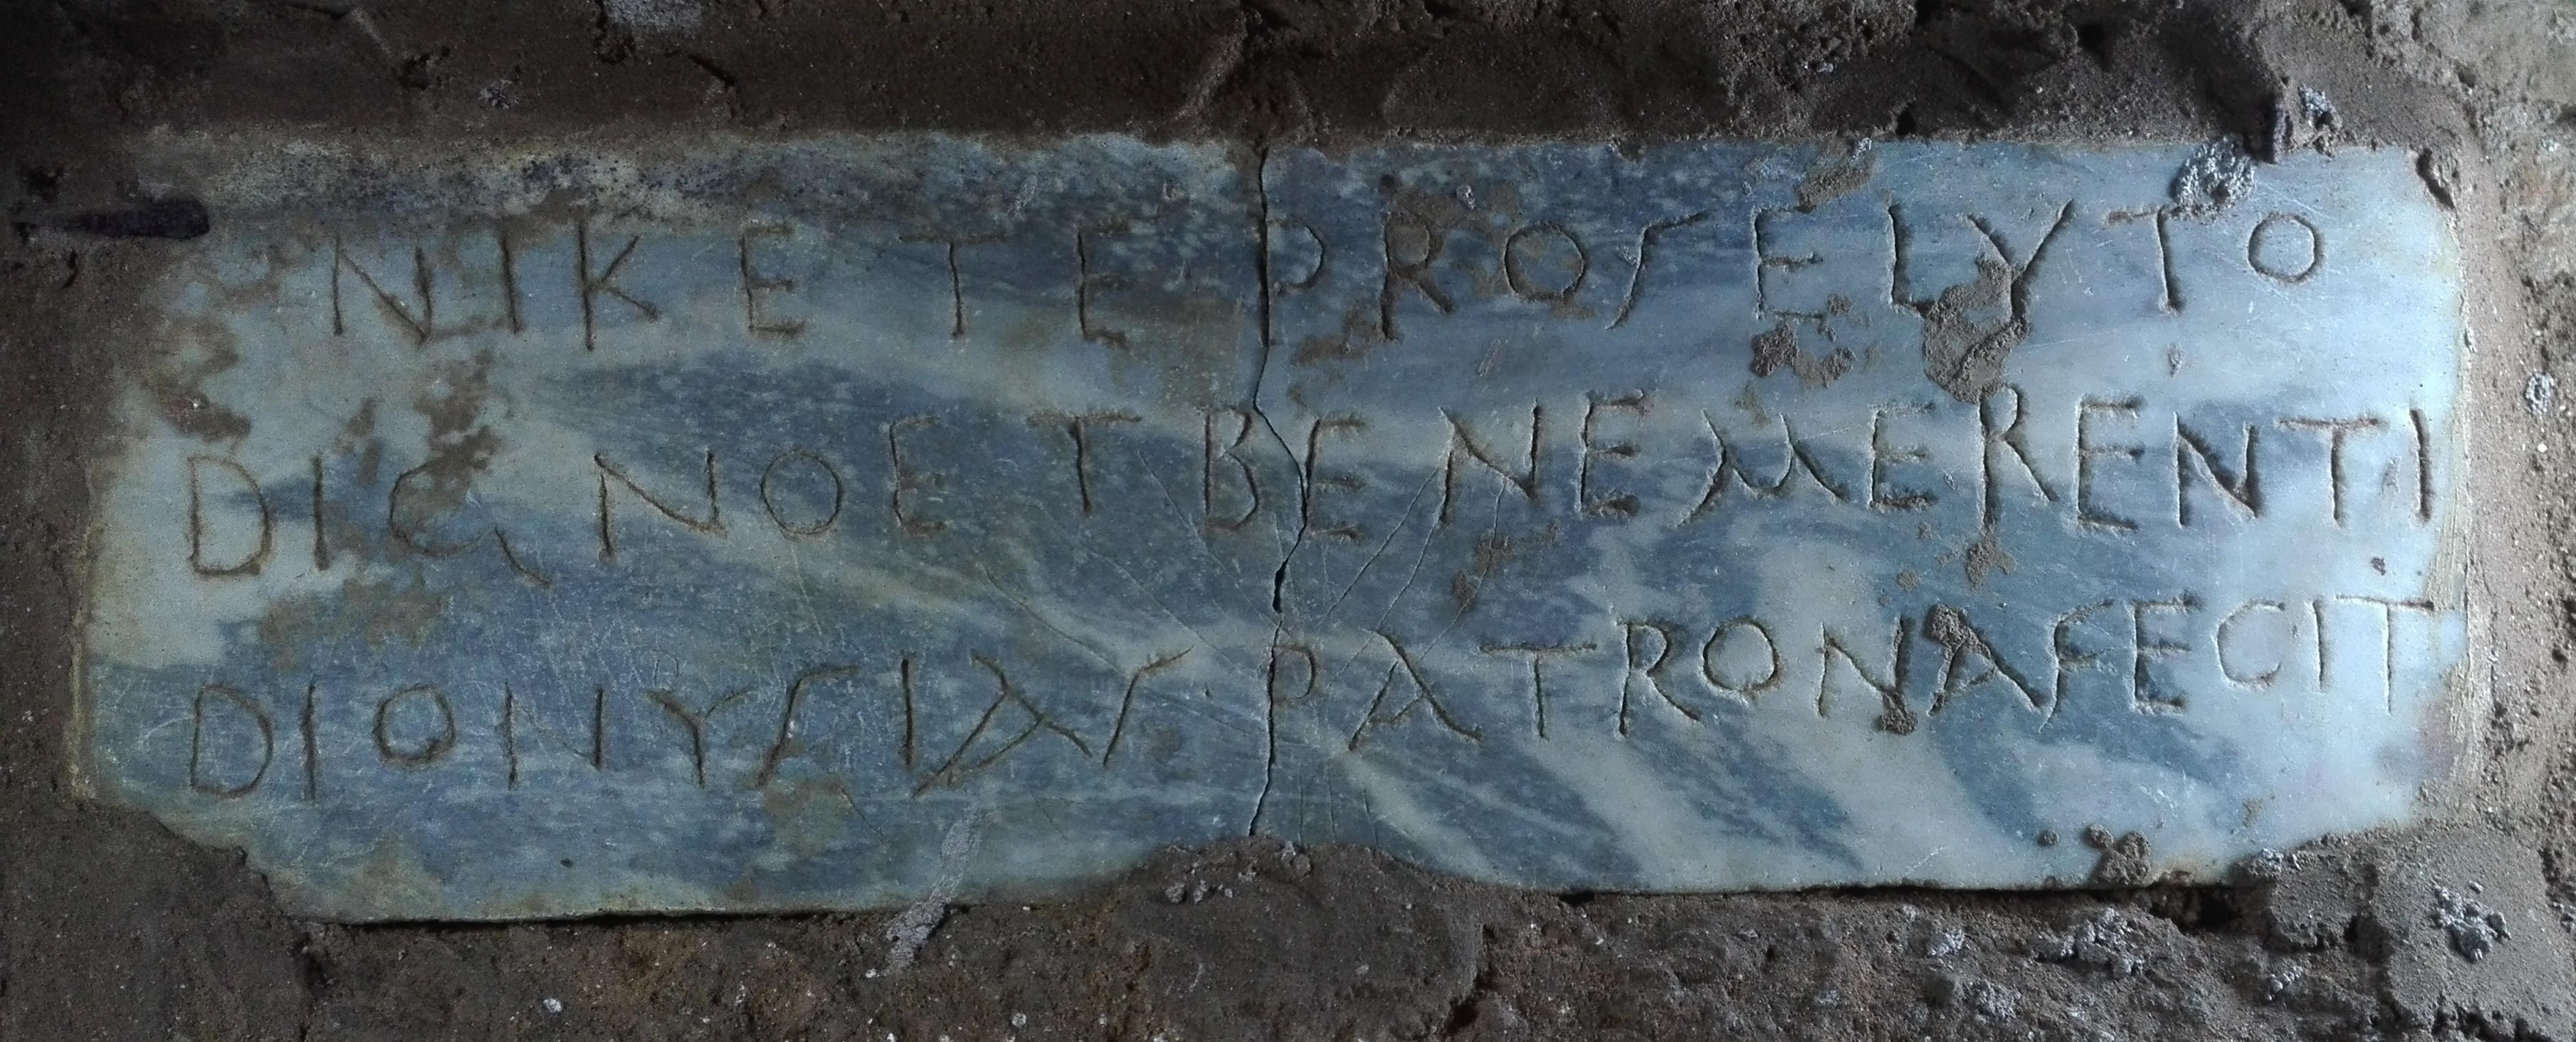 NIKETE PROSELYTO
DIGNO ET BENEMERENTI
DIONYSIAS PATRONA FECIT